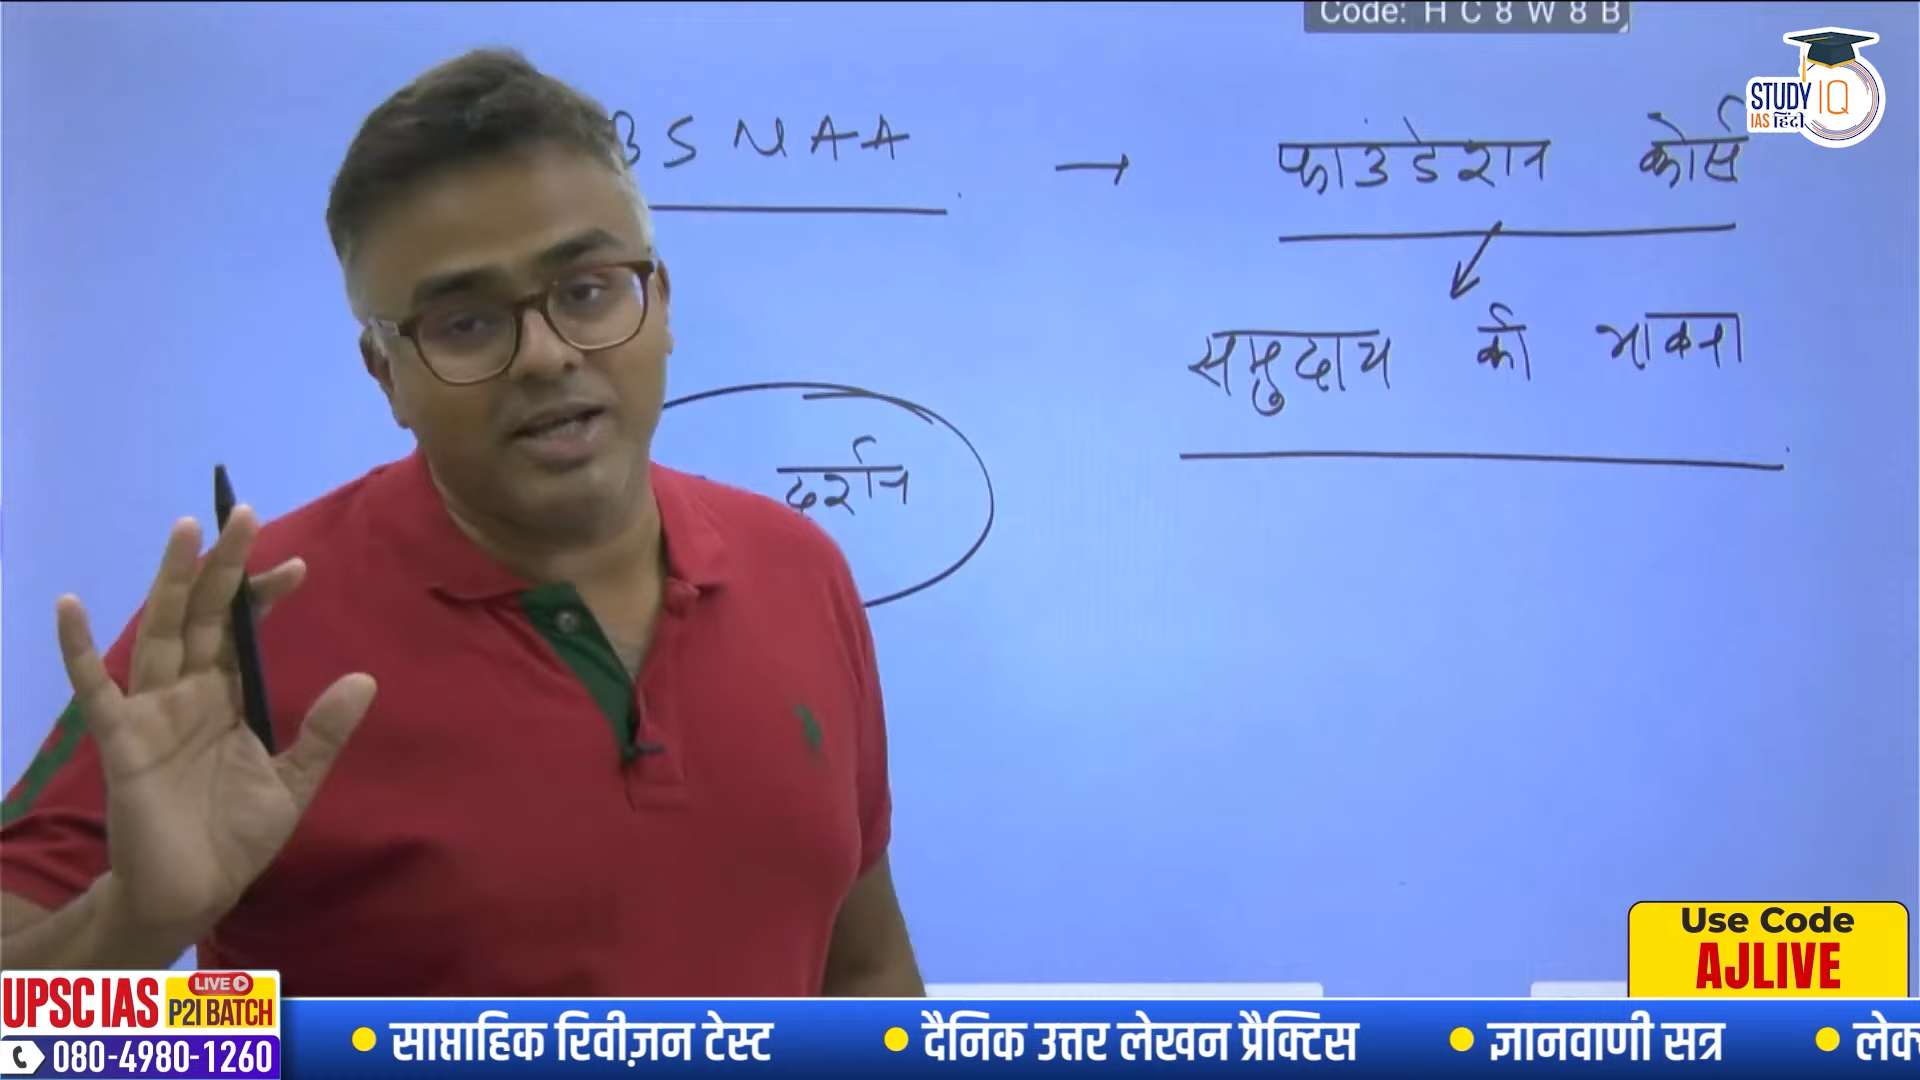 Code: H C 8 W 8 B
STUDY IQ
IAS हिंदी
B S N A A → फाउंडेशन कोर्स
समुदाय की भावना
दर्शन
Use Code
AJLIVE
UPSC IAS
LIVE
P2I BATCH
080-4980-1260
साप्ताहिक रिवीज़न टेस्ट
दैनिक उत्तर लेखन प्रैक्टिस
ज्ञानवाणी सत्र